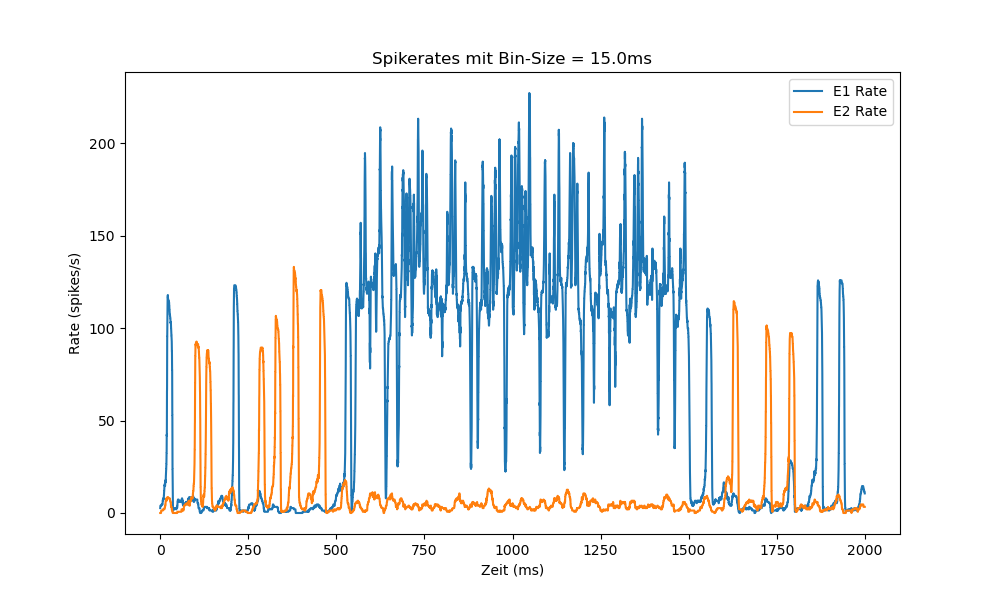 Spikerates mit Bin-Size = 15.0ms
E1 Rate
E2 Rate
Rate (spikes/s)
200
150
100
50
0
0 250 500 750 1000 1250 1500 1750 2000
Zeit (ms)